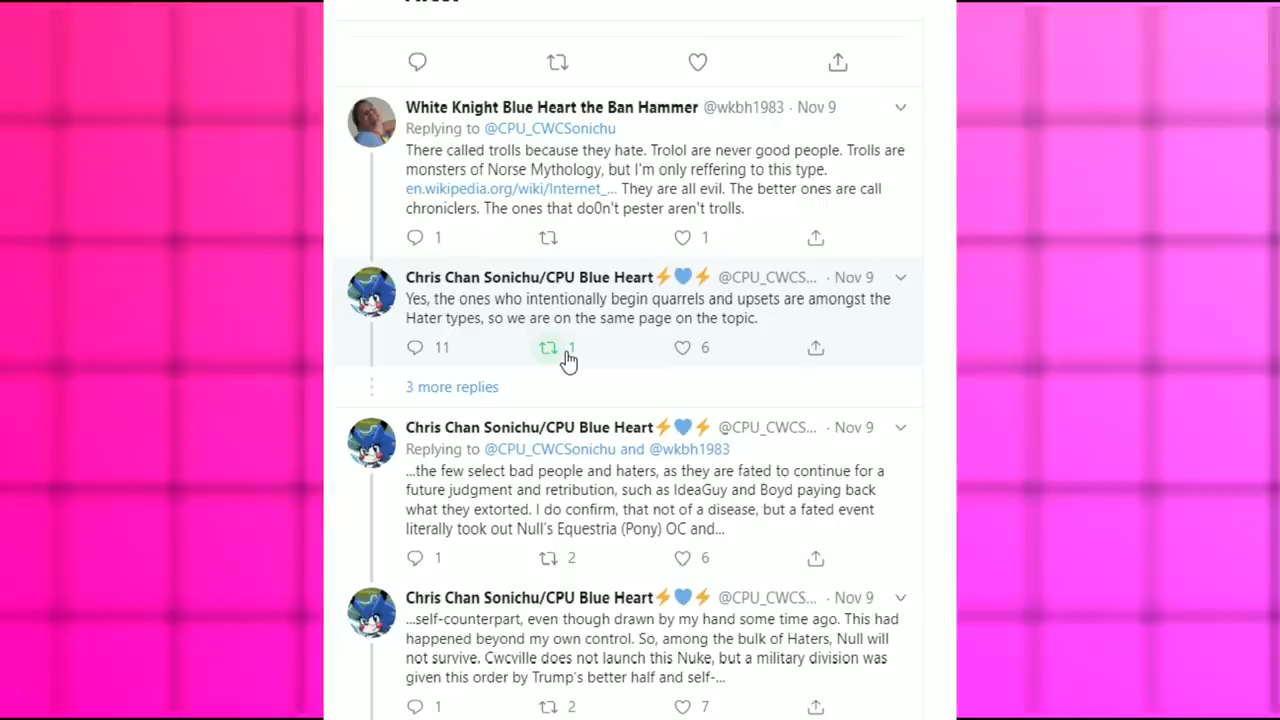 White Knight Blue Heart the Ban Hammer @wkbh1983 · Nov 9
Replying to @CPU_CWCSonichu
There called trolls because they hate. Trolol are never good people. Trolls are
monsters of Norse Mythology, but I'm only reffering to this type.
en.wikipedia.org/wiki/Internet_... They are all evil. The better ones are call
chroniclers. The ones that do0n't pester aren't trolls.
1 1
Chris Chan Sonichu/CPU Blue Heart⚡💙⚡ @CPU_CWCS... · Nov 9
Yes, the ones who intentionally begin quarrels and upsets are amongst the
Hater types, so we are on the same page on the topic.
11 1 6
3 more replies
Chris Chan Sonichu/CPU Blue Heart⚡💙⚡ @CPU_CWCS... · Nov 9
Replying to @CPU_CWCSonichu and @wkbh1983
...the few select bad people and haters, as they are fated to continue for a
future judgment and retribution, such as IdeaGuy and Boyd paying back
what they extorted. I do confirm, that not of a disease, but a fated event
literally took out Null's Equestria (Pony) OC and...
1 2 6
Chris Chan Sonichu/CPU Blue Heart⚡💙⚡ @CPU_CWCS... · Nov 9
...self-counterpart, even though drawn by my hand some time ago. This had
happened beyond my own control. So, among the bulk of Haters, Null will
not survive. Cwcville does not launch this Nuke, but a military division was
given this order by Trump's better half and self-...
1 2 7